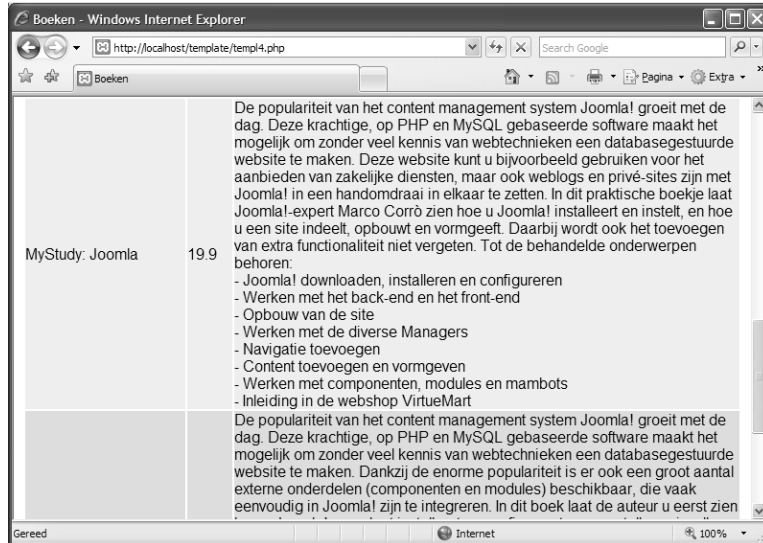 Boeken - Windows Internet Explorer
http://localhost/template/templ4.php
Search Google
Boeken
Pagina
Extra
»
De populariteit van het content management system Joomla! groeit met de
dag. Deze krachtige, op PHP en MySQL gebaseerde software maakt het
mogelijk om zonder veel kennis van webtechnieken een databasegestuurde
website te maken. Deze website kunt u bijvoorbeeld gebruiken voor het
aanbieden van zakelijke diensten, maar ook weblogs en privé-sites zijn met
Joomla! in een handomdraai in elkaar te zetten. In dit praktische boekje laat
Joomla!-expert Marco Corrò zien hoe u Joomla! installeert en instelt, en hoe
u een site indeelt, opbouwt en vormgeeft. Daarbij wordt ook het toevoegen
MyStudy: Joomla
19.9
van extra functionaliteit niet vergeten. Tot de behandelde onderwerpen
behoren:
- Joomla! downloaden, installeren en configureren
- Werken met het back-end en het front-end
- Opbouw van de site
- Werken met de diverse Managers
- Navigatie toevoegen
- Content toevoegen en vormgeven
- Werken met componenten, modules en mambots
- Inleiding in de webshop VirtueMart
De populariteit van het content management system Joomla! groeit met de
dag. Deze krachtige, op PHP en MySQL gebaseerde software maakt het
mogelijk om zonder veel kennis van webtechnieken een databasegestuurde
website te maken. Dankzij de enorme populariteit is er ook een groot aantal
externe onderdelen (componenten en modules) beschikbaar, die vaak
eenvoudig in Joomla! zijn te integreren. In dit boek laat de auteur u eerst zien
Gereed
Internet
100%